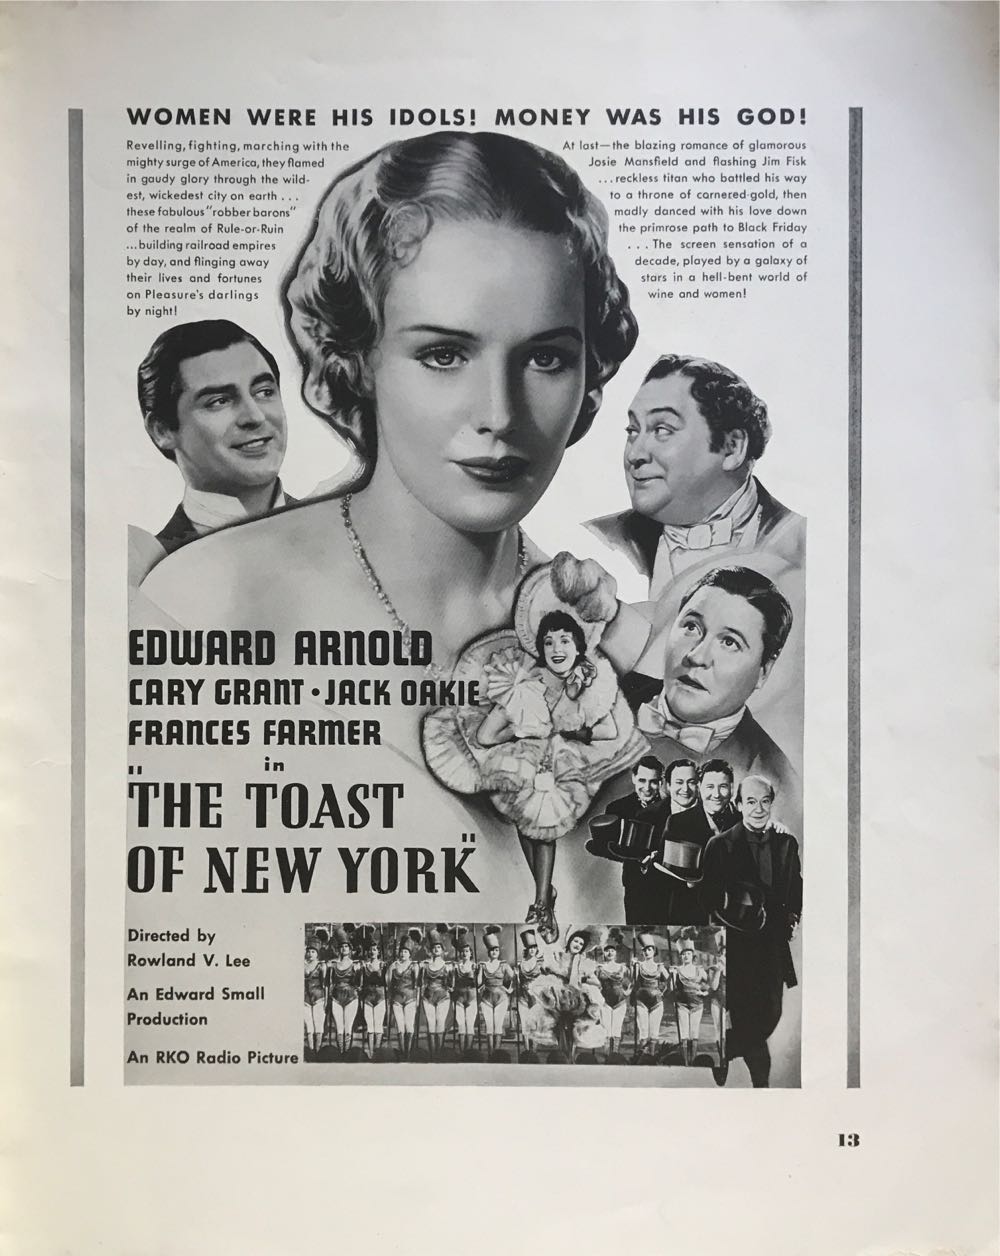 WOMEN WERE HIS IDOLS! MONEY WAS HIS GOD!
Revelling, fighting, marching with the
mighty surge of America, they flamed
in gaudy glory through the wild-
est, wickedest city on earth . . .
these fabulous "robber barons"
of the realm of Rule-or-Ruin
...building railroad empires
by day, and flinging away
their lives and fortunes
on Pleasure's darlings
by night!
At last—the blazing romance of glamorous
Josie Mansfield and flashing Jim Fisk
...reckless titan who battled his way
to a throne of cornered-gold, then
madly danced with his love down
the primrose path to Black Friday
. . . The screen sensation of a
decade, played by a galaxy of
stars in a hell-bent world of
wine and women!
EDWARD ARNOLD
CARY GRANT • JACK OAKIE
FRANCES FARMER
in
"THE TOAST
OF NEW YORK"
Directed by
Rowland V. Lee
An Edward Small
Production
An RKO Radio Picture
13